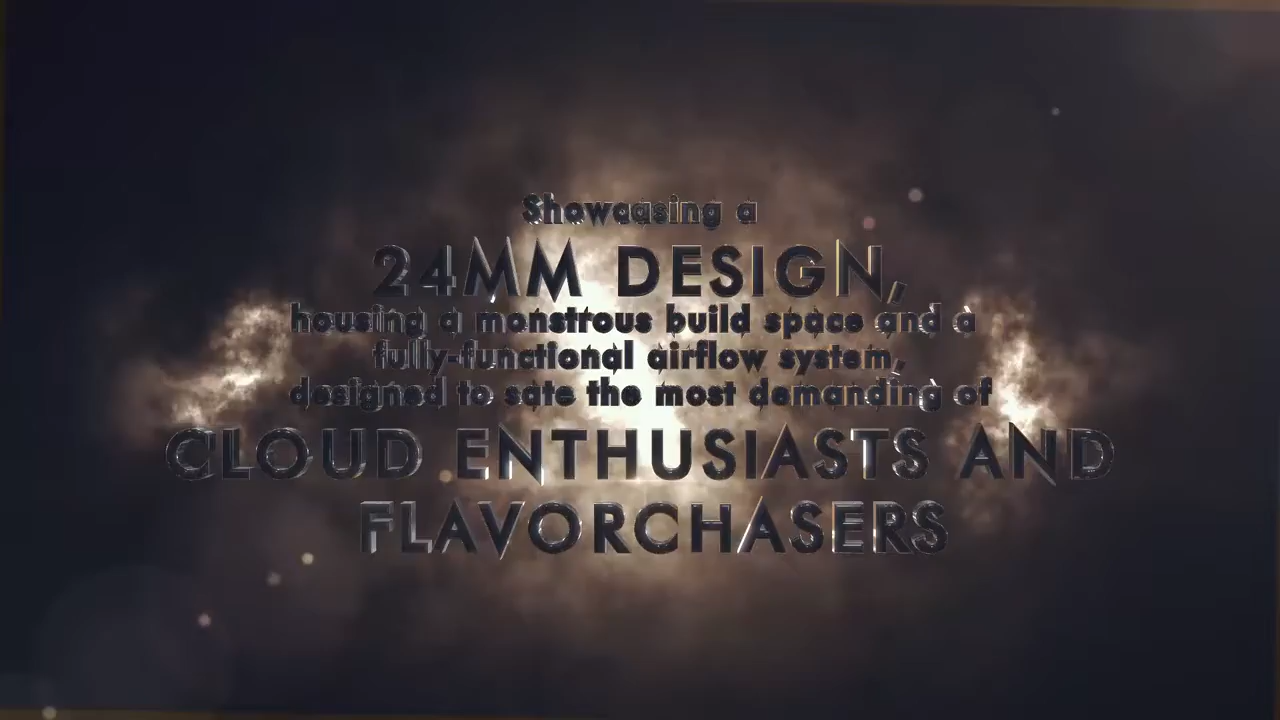 Showcasing a
24MM DESIGN,
housing a monstrous build space and a
fully-functional airflow system,
designed to sate the most demanding of
CLOUD ENTHUSIASTS AND
FLAVORCHASERS